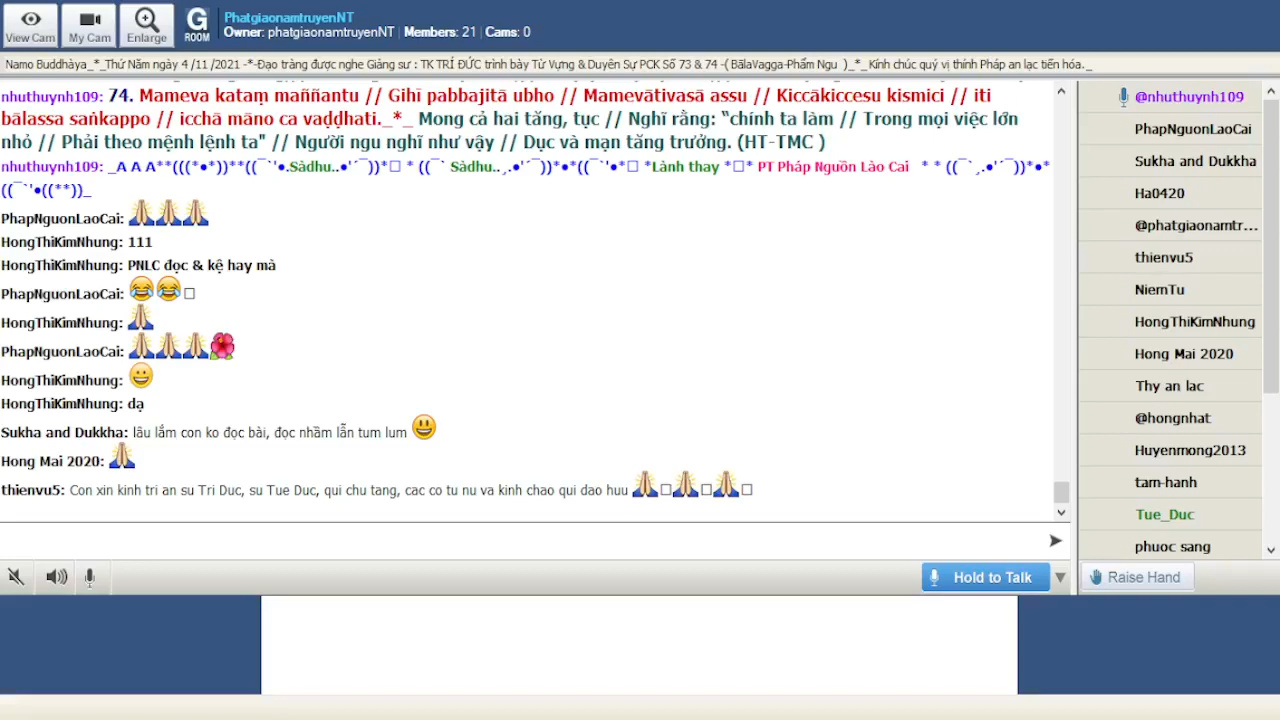 View Cam
My Cam
Enlarge
G
ROOM
PhatgiaonamtruyenNT
Owner: phatgiaonamtruyenNT | Members: 21 | Cams: 0
Namo Buddhàya_*_Thứ Năm ngày 4 /11 /2021 -*-Đạo tràng được nghe Giảng sư : TK TRÍ ĐỨC trình bày Từ Vựng & Duyên Sự PCK Số 73 & 74 -( BālaVagga-Phẩm Ngu )_*_ Kính chúc quý vị thính Pháp an lạc tiến hóa._
nhuthuynh109: 74. Mameva kataṃ maññantu // Gihī pabbajitā ubho // Mamevātivasā assu // Kiccākiccesu kismici // iti
bālassa saṅkappo // icchā māno ca vaḍḍhati._*_ Mong cả hai tăng, tục // Nghĩ rằng: “chính ta làm // Trong mọi việc lớn
nhỏ // Phải theo mệnh lệnh ta" // Người ngu nghĩ như vậy // Dục và mạn tăng trưởng. (HT-TMC )
nhuthuynh109: _A A A**(((*•*))**((¯`'•.Sàdhu..•'´¯))*□ * ((¯` Sàdhu..¸.•'´¯))*•*((¯`'•*□ *Lành thay *□* PT Pháp Nguồn Lào Cai * * ((¯`¸.•'´¯))*•*
((¯`'•((**))_
PhapNguonLaoCai: 🙏🙏🙏
HongThiKimNhung: 111
HongThiKimNhung: PNLC đọc & kệ hay mà
PhapNguonLaoCai: 😂😂□
HongThiKimNhung: 🙏
PhapNguonLaoCai: 🙏🙏🙏🌺
HongThiKimNhung: 😀
HongThiKimNhung: dạ
Sukha and Dukkha: lâu lắm con ko đọc bài, đọc nhầm lẫn tum lum 😃
Hong Mai 2020: 🙏
thienvu5: Con xin kinh tri an su Tri Duc, su Tue Duc, qui chu tang, cac co tu nu va kinh chao qui dao huu 🙏□🙏□🙏□
@nhuthuynh109
PhapNguonLaoCai
Sukha and Dukkha
Ha0420
@phatgiaonamtr...
thienvu5
NiemTu
HongThiKimNhung
Hong Mai 2020
Thy an lac
@hongnhat
Huyenmong2013
tam-hanh
Tue_Duc
phuoc sang
Hold to Talk
Raise Hand